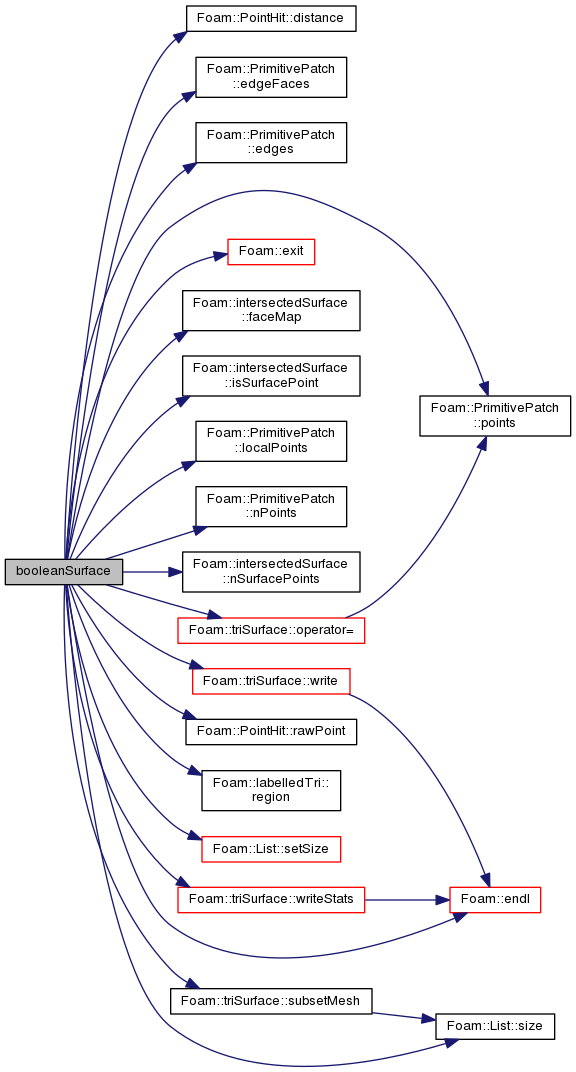 Foam::PointHit::distance
Foam::PrimitivePatch
::edgeFaces
Foam::PrimitivePatch
::edges
Foam::exit
Foam::intersectedSurface
::faceMap
Foam::intersectedSurface
::isSurfacePoint
Foam::PrimitivePatch
::points
Foam::PrimitivePatch
::localPoints
Foam::PrimitivePatch
::nPoints
booleanSurface
Foam::intersectedSurface
::nSurfacePoints
Foam::triSurface::operator=
Foam::triSurface::write
Foam::PointHit::rawPoint
Foam::labelledTri::
region
Foam::List::setSize
Foam::triSurface::writeStats
Foam::endl
Foam::triSurface::subsetMesh
Foam::List::size